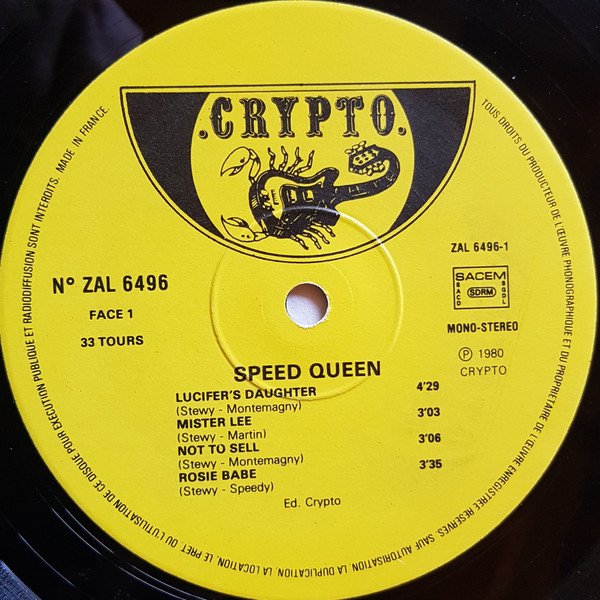 .CRYPTO.
TOUS DROITS DU PRODUCTEUR DE L'ŒUVRE PHONOGRAPHIQUE ET DU PROPRIETAIRE DE L'ŒUVRE ENREGISTREE RESERVES. SAUF AUTORISATION, LA DUPLICATION, LA LOCATION, LE PRET, OU L'UTILISATION DE CE DISQUE POUR EXECUTION PUBLIQUE ET RADIODIFFUSION SONT INTERDITS. MADE IN FRANCE.
N° ZAL 6496
FACE 1
33 TOURS
ZAL 6496-1
SACEM
SACD
SDRM
SGDL
MONO-STEREO
Ⓟ 1980
CRYPTO
SPEED QUEEN
LUCIFER'S DAUGHTER 4'29
(Stewy - Montemagny)
MISTER LEE 3'03
(Stewy - Martin)
NOT TO SELL 3'06
(Stewy - Montemagny)
ROSIE BABE 3'35
(Stewy - Speedy)
Ed. Crypto